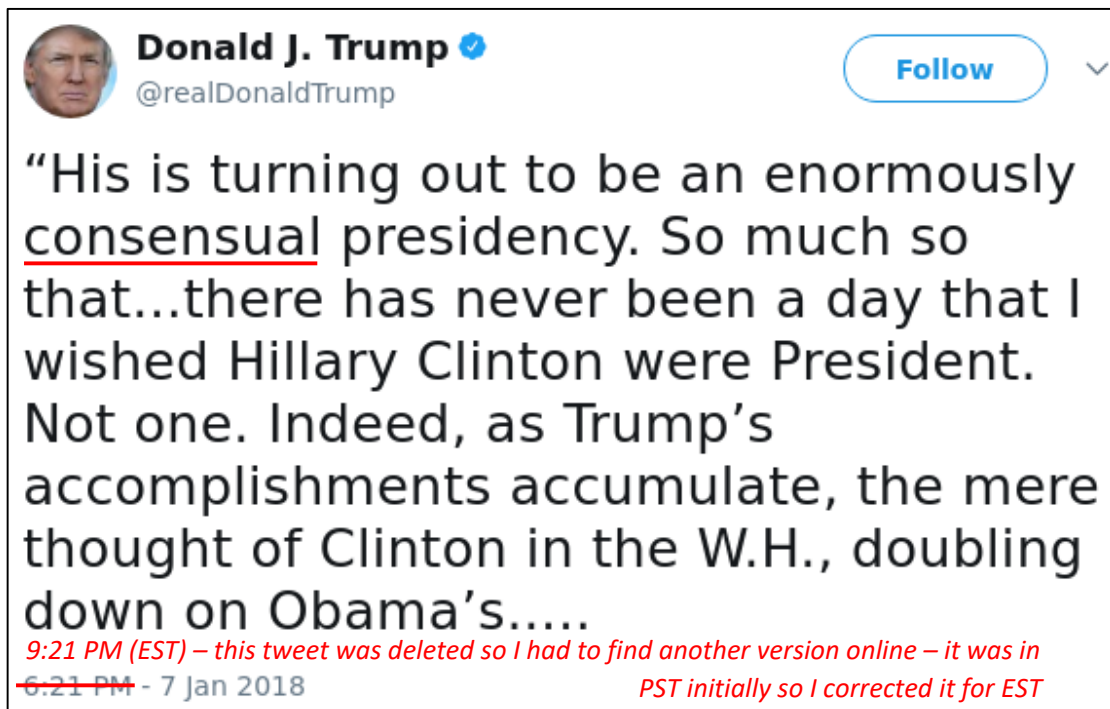 Donald J. Trump
@realDonaldTrump
Follow
“His is turning out to be an enormously
consensual presidency. So much so
that...there has never been a day that I
wished Hillary Clinton were President.
Not one. Indeed, as Trump’s
accomplishments accumulate, the mere
thought of Clinton in the W.H., doubling
down on Obama’s.....
9:21 PM (EST) – this tweet was deleted so I had to find another version online – it was in
6:21 PM - 7 Jan 2018
PST initially so I corrected it for EST